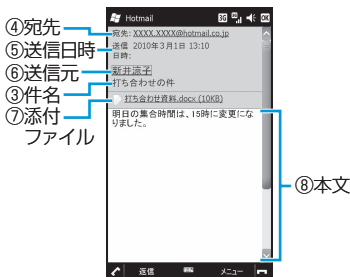 Hotmail
④宛先
宛先: XXXX.XXXX@hotmail.co.jp
⑤送信日時
送信 2010年3月1日 13:10
日時:
⑥送信元
新井涼子
③件名
打ち合わせの件
⑦添付
ファイル
打ち合わせ資料.docx (10KB)
明日の集合時間は、15時に変更にな
りました。
⑧本文
返信 メニュー